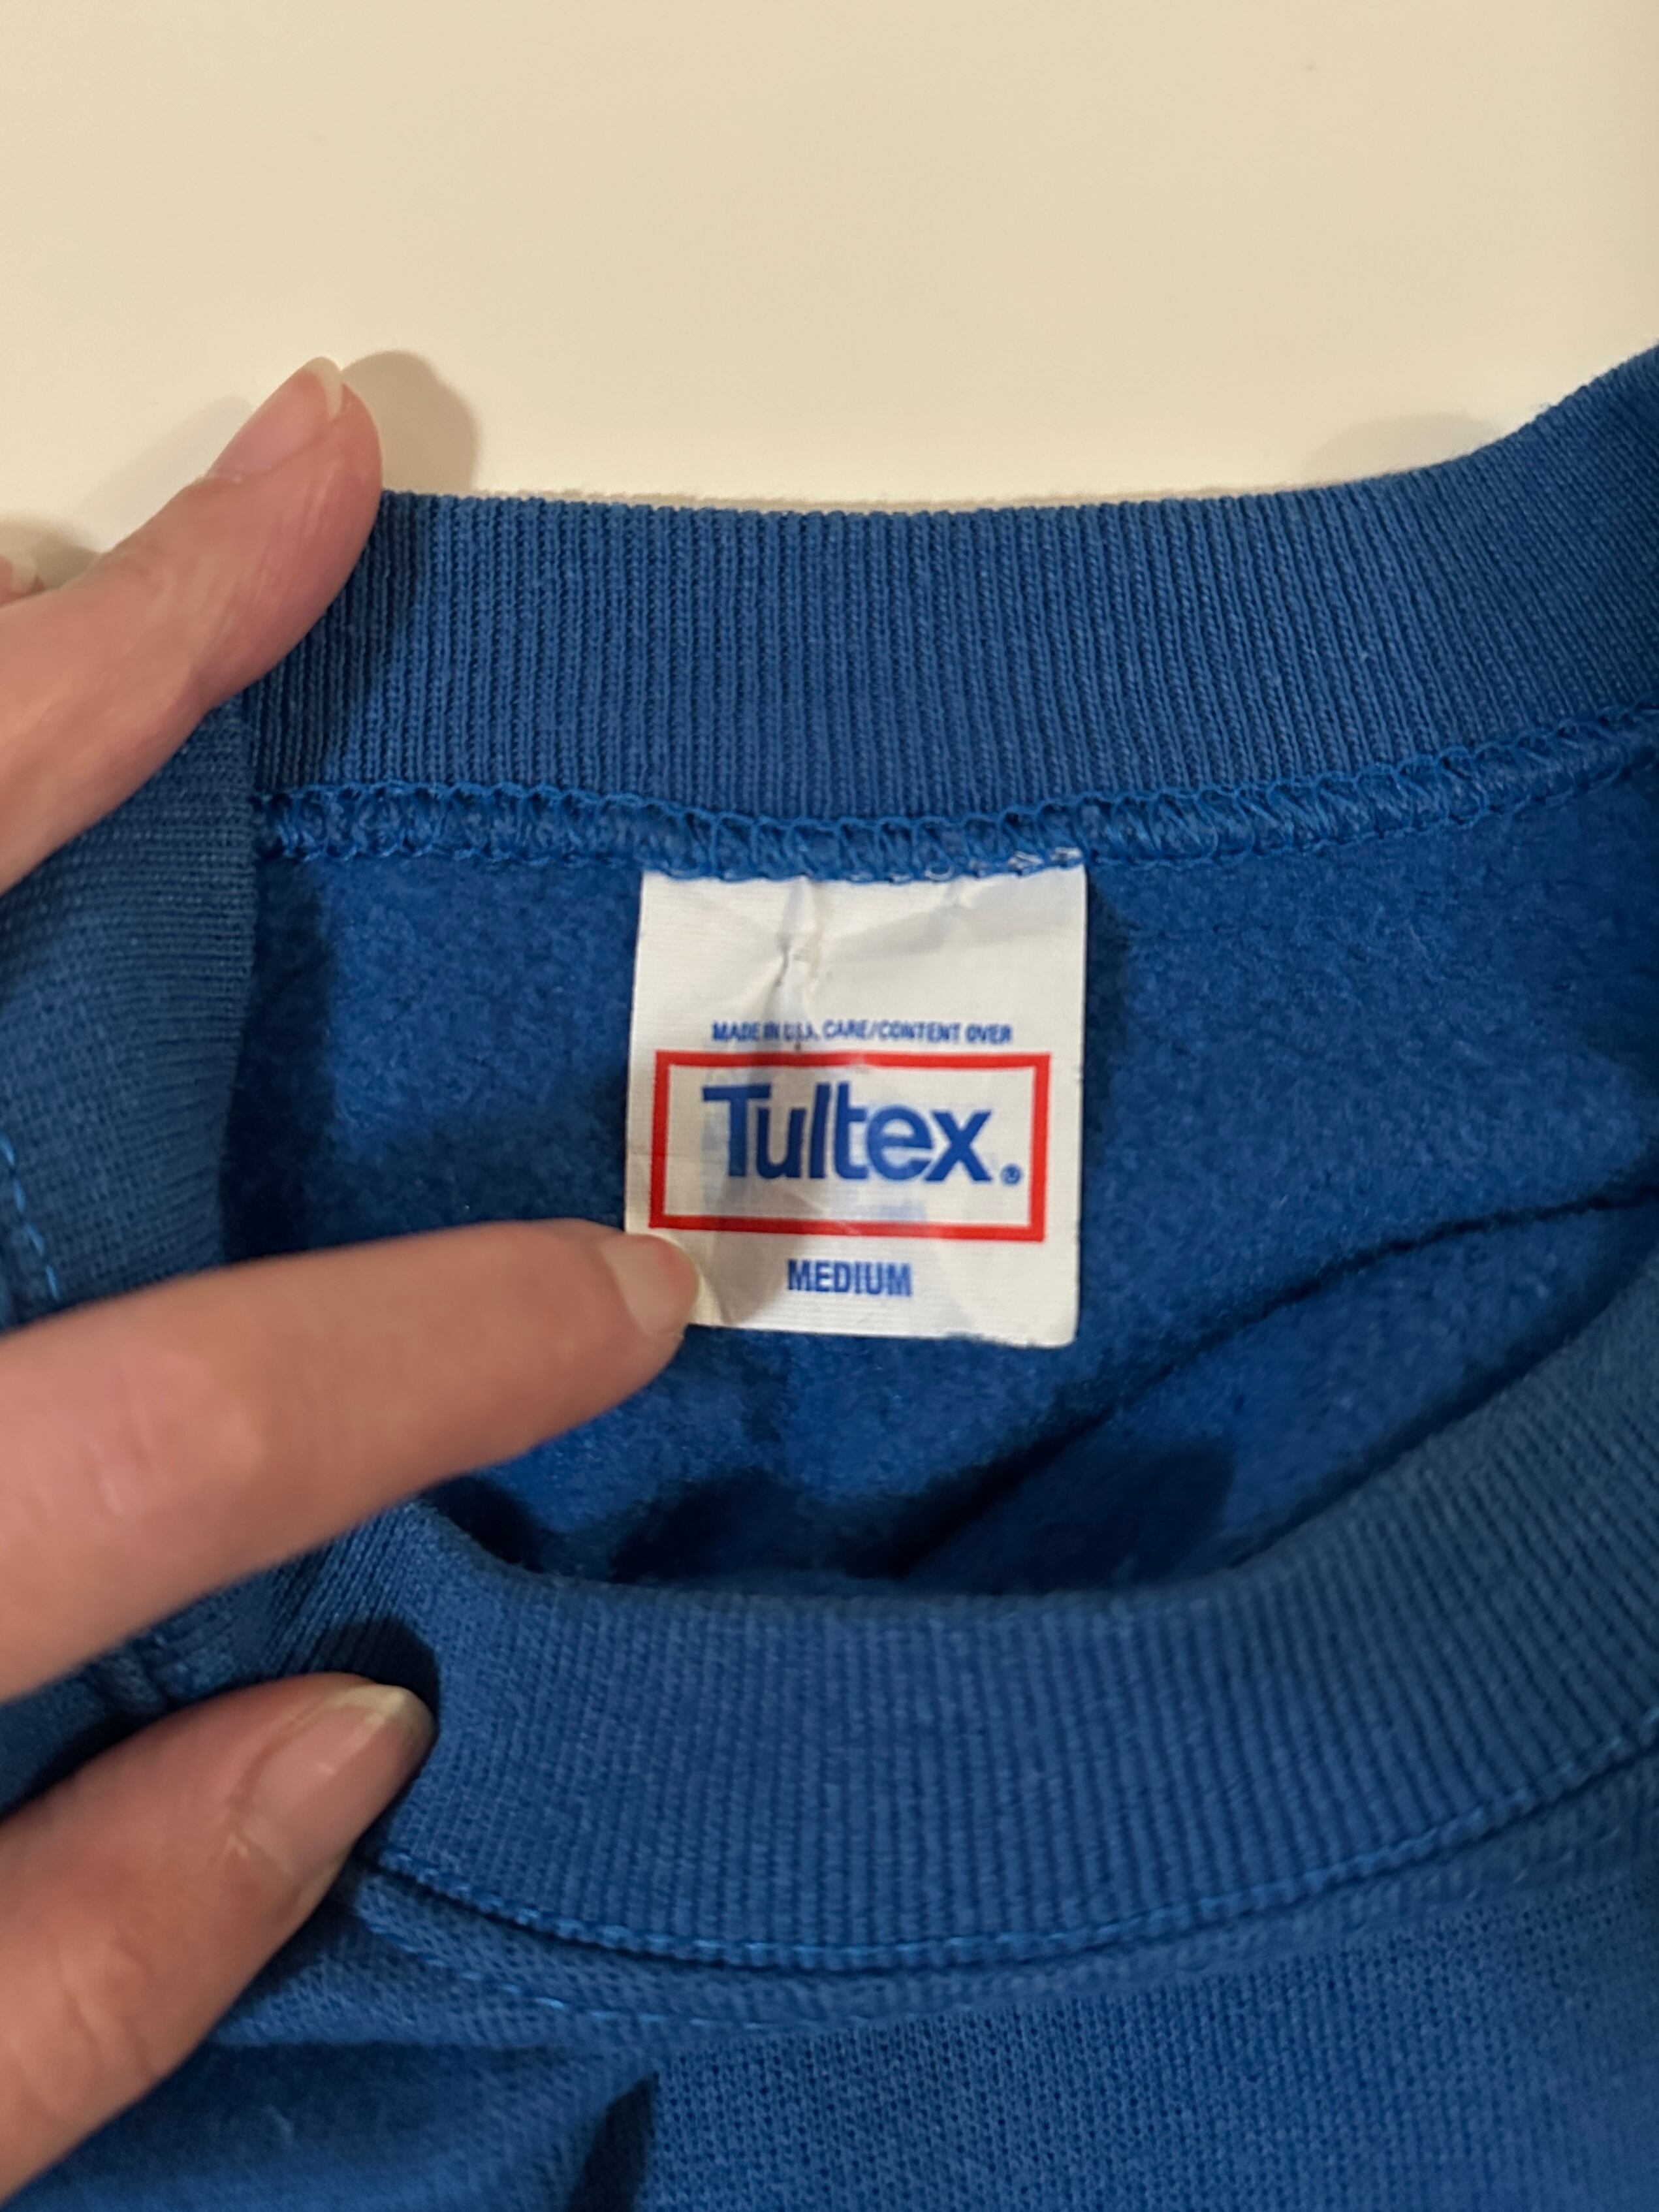 MADE IN U.S.A. CARE/CONTENT OVER
Tultex®
MEDIUM